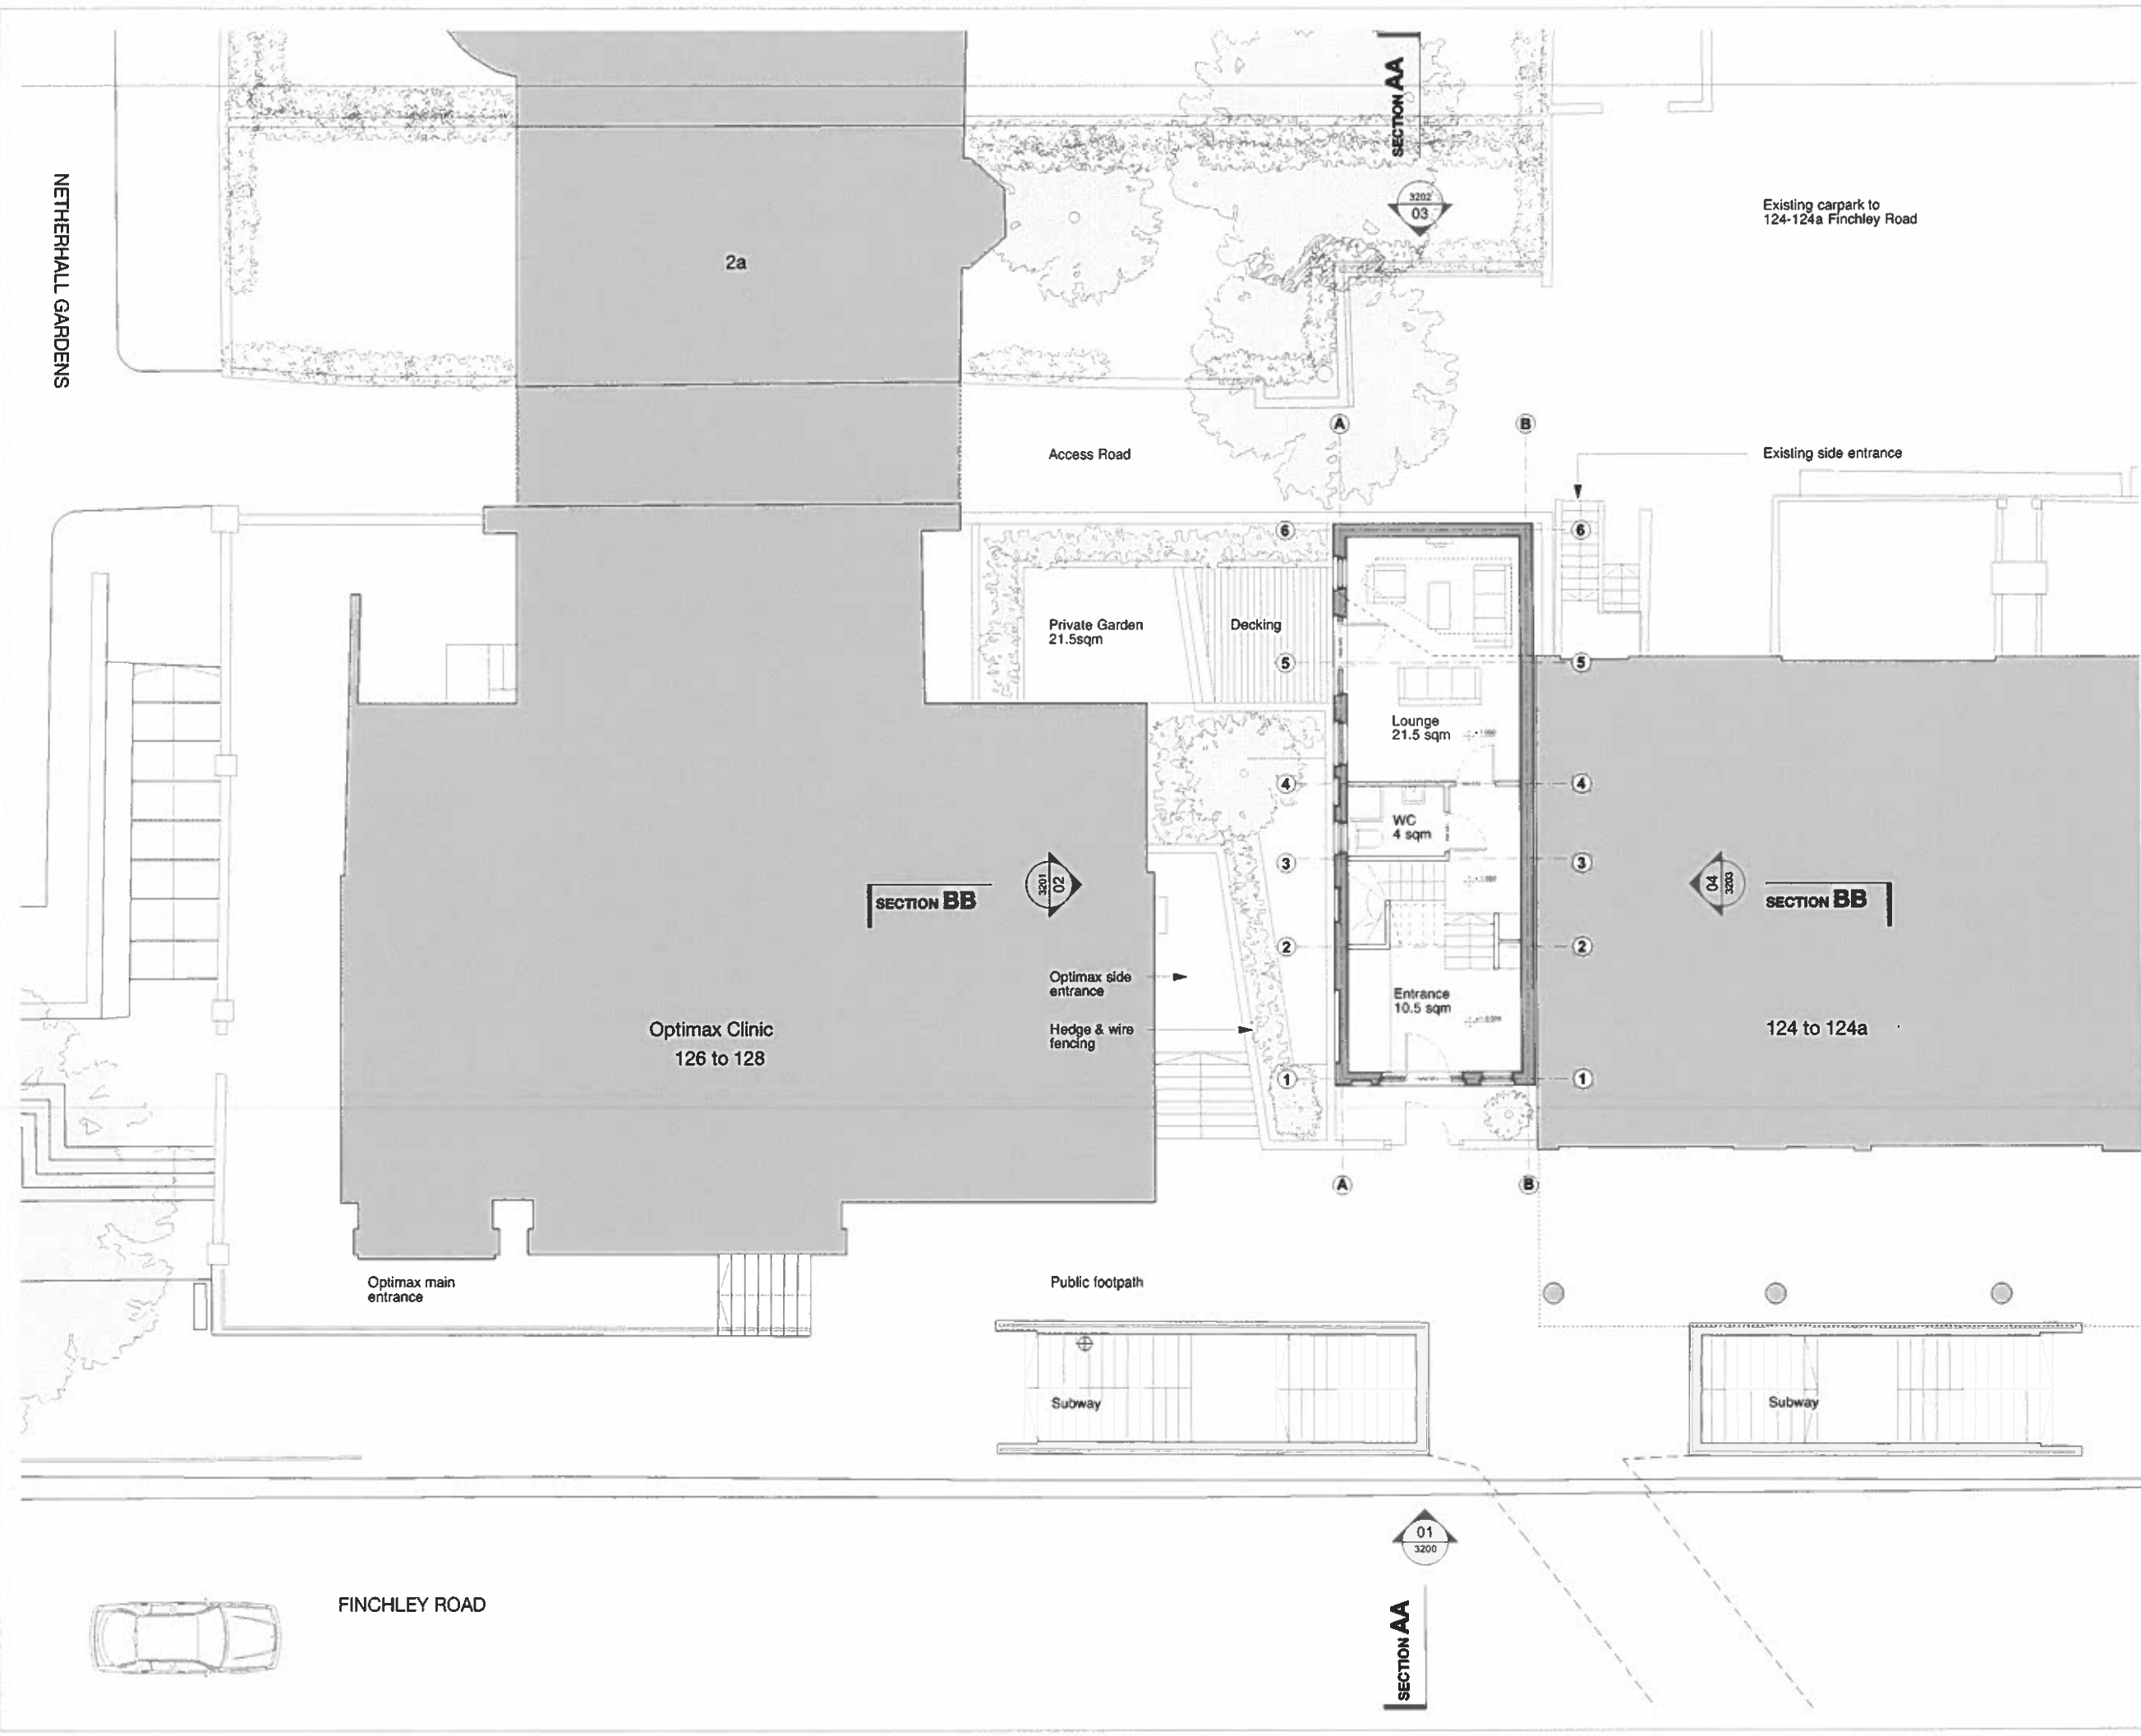 SECTION AA
NETHERHALL GARDENS
3202
03
Existing carpark to
124-124a Finchley Road
2a
A
B
Access Road
Existing side entrance
6
6
Private Garden
21.5sqm
Decking
5
5
Lounge
21.5 sqm
4
4
WC
4 sqm
3
3
SECTION BB
3201
02
04
3203
SECTION BB
2
2
Optimax side
entrance
Entrance
10.5 sqm
Hedge & wire
fencing
Optimax Clinic
126 to 128
124 to 124a
1
1
A
B
Optimax main
entrance
Public footpath
Subway
Subway
01
3200
FINCHLEY ROAD
SECTION AA